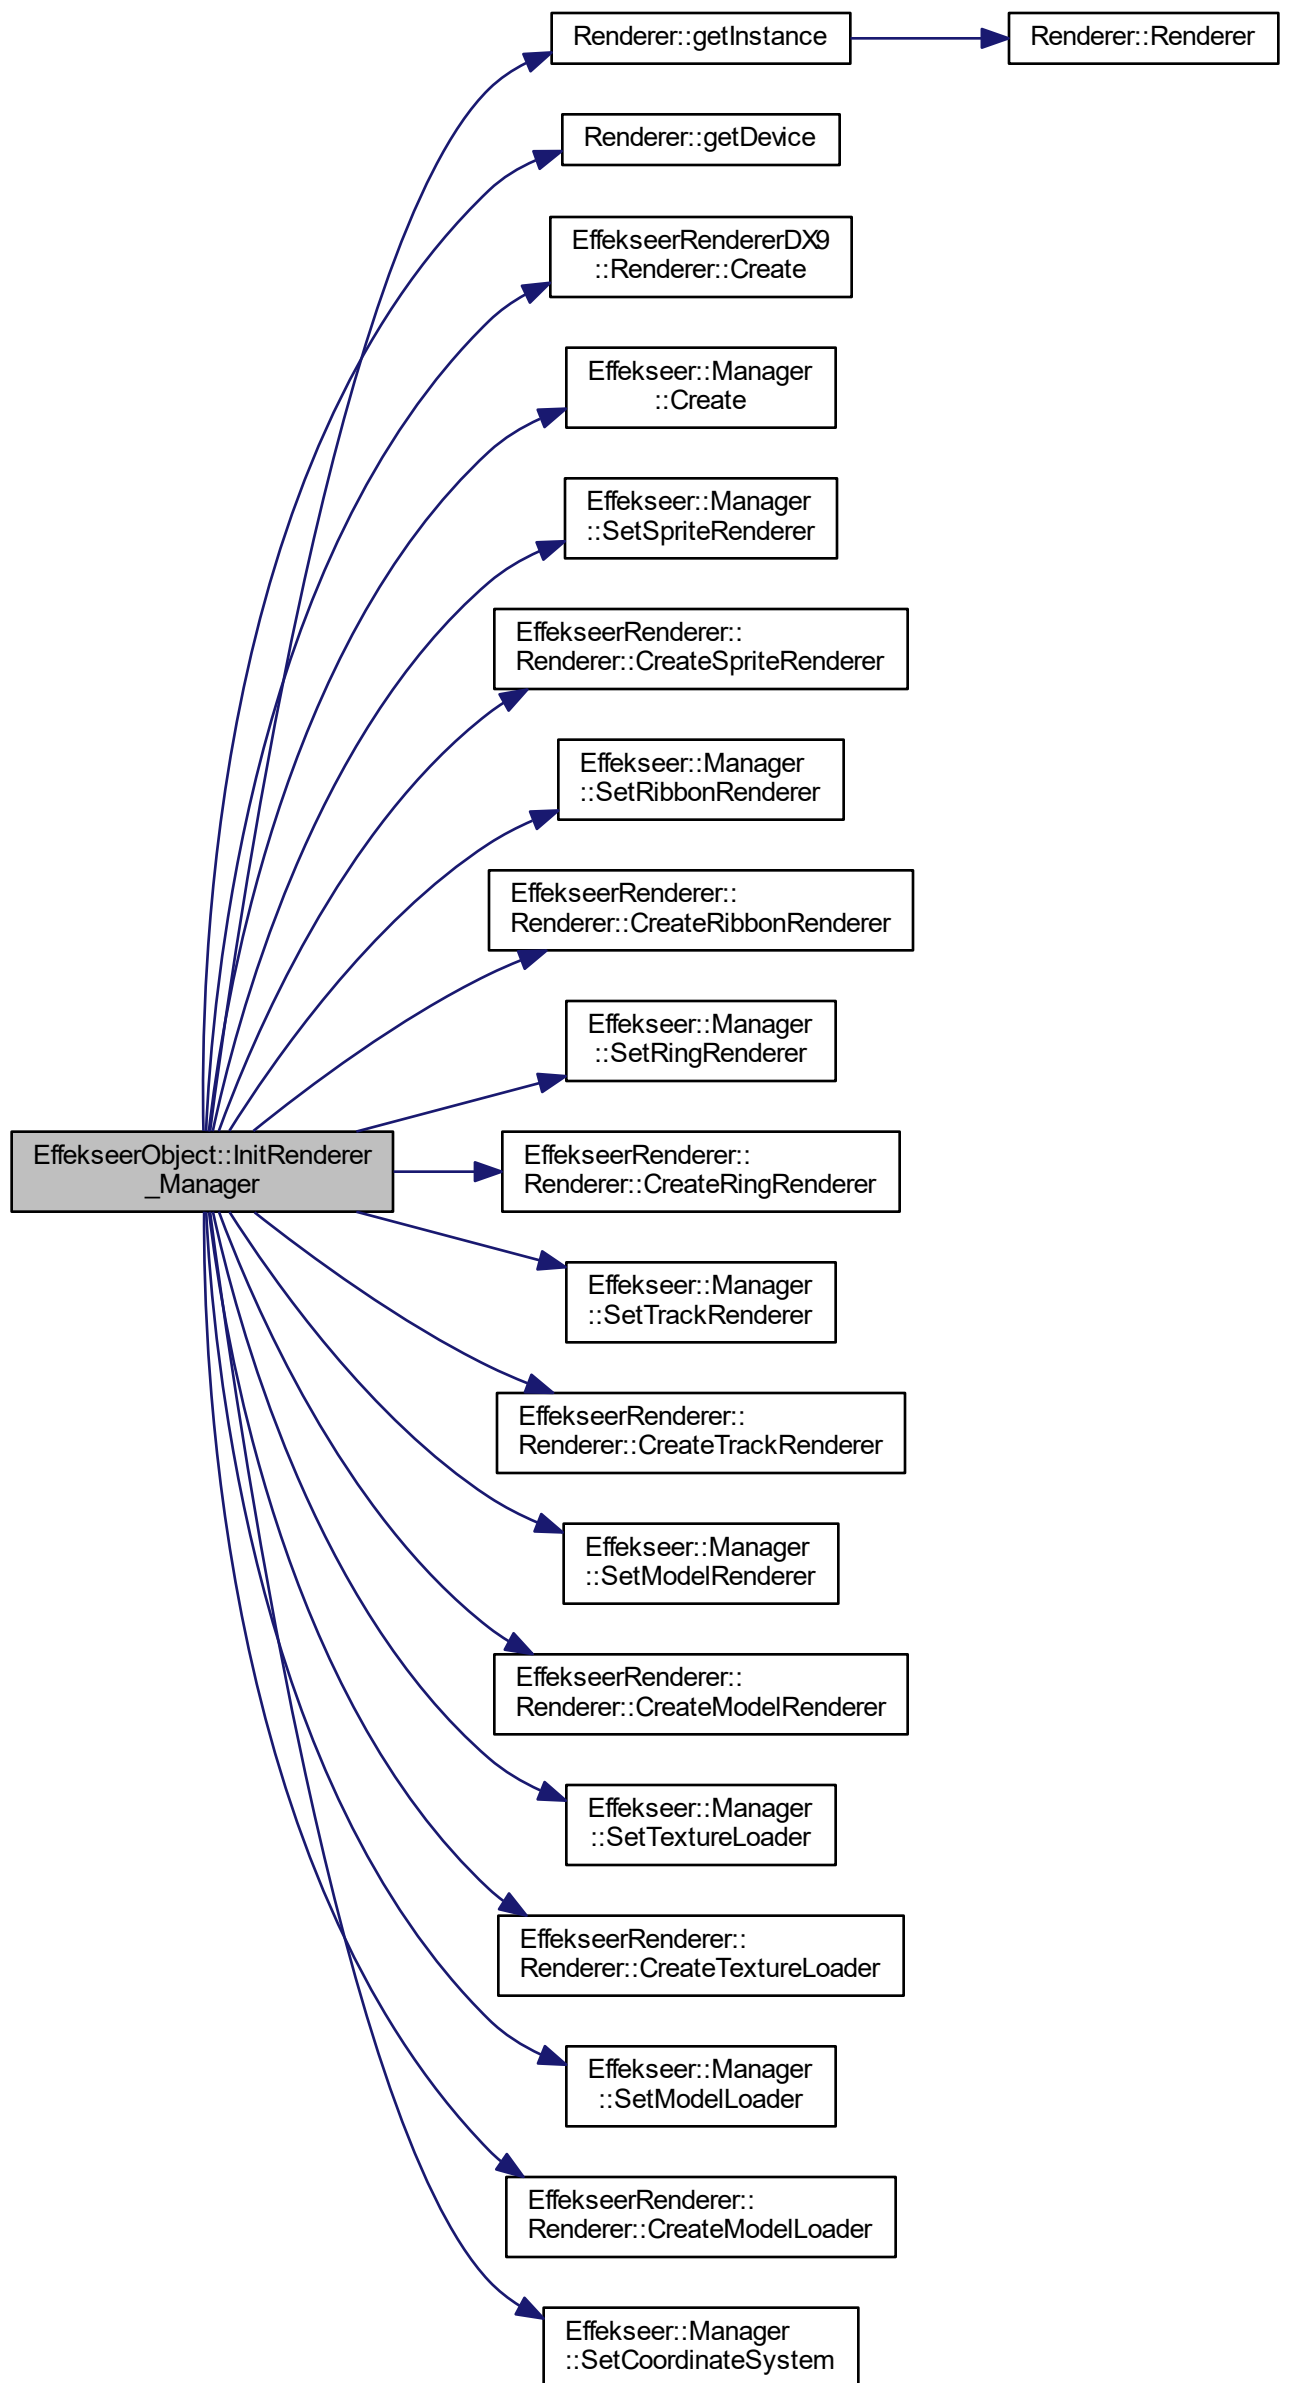 Renderer::getInstance
Renderer::Renderer
Renderer::getDevice
EffekseerRendererDX9
::Renderer::Create
Effekseer::Manager
::Create
Effekseer::Manager
::SetSpriteRenderer
EffekseerRenderer::
Renderer::CreateSpriteRenderer
Effekseer::Manager
::SetRibbonRenderer
EffekseerRenderer::
Renderer::CreateRibbonRenderer
Effekseer::Manager
::SetRingRenderer
EffekseerObject::InitRenderer
_Manager
EffekseerRenderer::
Renderer::CreateRingRenderer
Effekseer::Manager
::SetTrackRenderer
EffekseerRenderer::
Renderer::CreateTrackRenderer
Effekseer::Manager
::SetModelRenderer
EffekseerRenderer::
Renderer::CreateModelRenderer
Effekseer::Manager
::SetTextureLoader
EffekseerRenderer::
Renderer::CreateTextureLoader
Effekseer::Manager
::SetModelLoader
EffekseerRenderer::
Renderer::CreateModelLoader
Effekseer::Manager
::SetCoordinateSystem